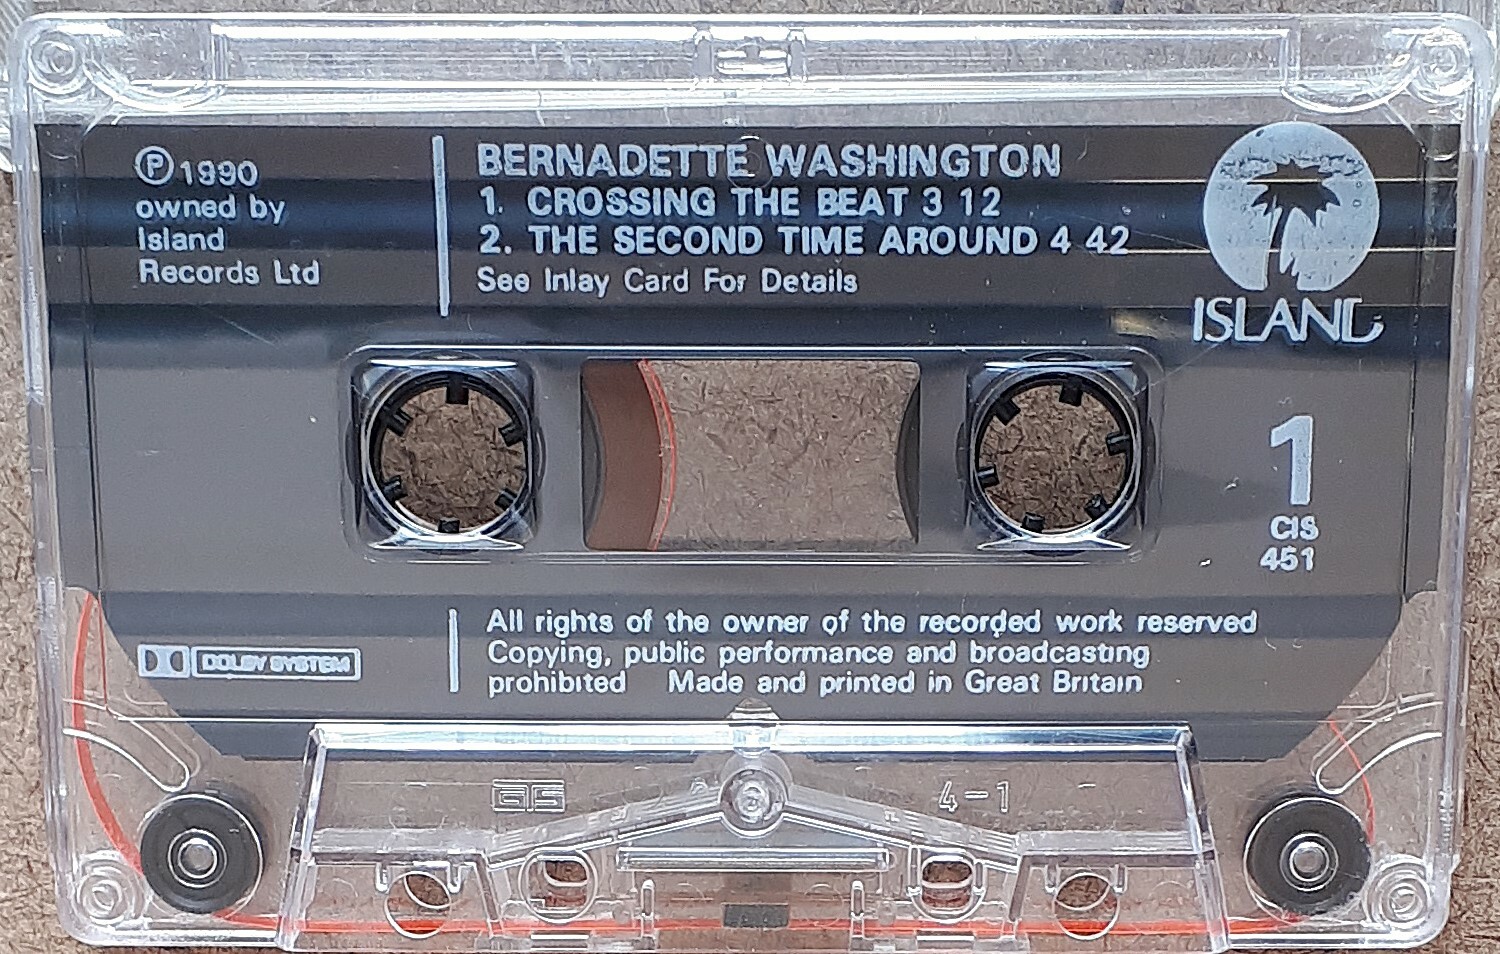 ℗1990
owned by
Island
Records Ltd
BERNADETTE WASHINGTON
1. CROSSING THE BEAT 3 12
2. THE SECOND TIME AROUND 4 42
See Inlay Card For Details
ISLAND
1
CIS
451
DOLBY SYSTEM
All rights of the owner of the recorded work reserved
Copying, public performance and broadcasting
prohibited Made and printed in Great Britain
4-1